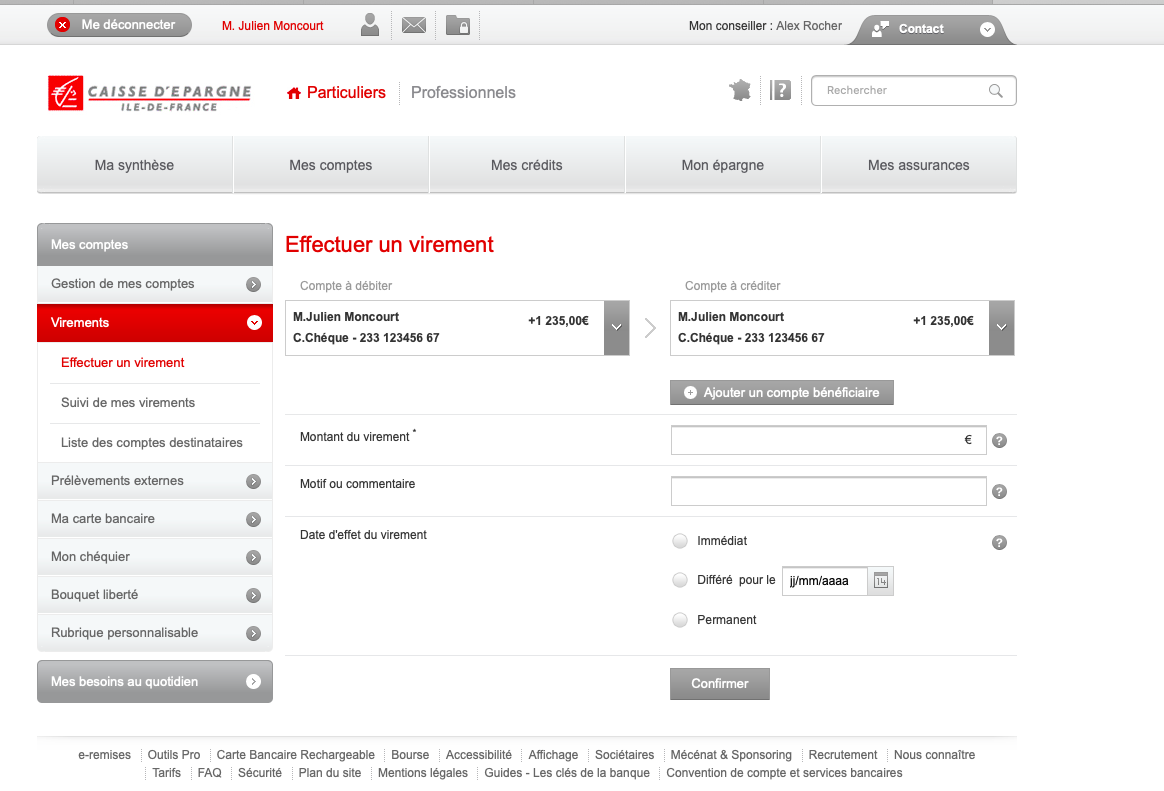 Me déconnecter
M. Julien Moncourt
Mon conseiller : Alex Rocher
Contact
CAISSE D'EPARGNE
ILE-DE-FRANCE
Particuliers
Professionnels
?
Rechercher
Ma synthèse
Mes comptes
Mes crédits
Mon épargne
Mes assurances
Mes comptes
Gestion de mes comptes
Virements
Effectuer un virement
Suivi de mes virements
Liste des comptes destinataires
Prélèvements externes
Ma carte bancaire
Mon chéquier
Bouquet liberté
Rubrique personnalisable
Mes besoins au quotidien
Effectuer un virement
Compte à débiter
M.Julien Moncourt
+1 235,00€
C.Chéque - 233 123456 67
Compte à créditer
M.Julien Moncourt
+1 235,00€
C.Chéque - 233 123456 67
Ajouter un compte bénéficiaire
Montant du virement *
€
?
Motif ou commentaire
?
Date d'effet du virement
Immédiat
?
Différé pour le jj/mm/aaaa
14
Permanent
Confirmer
e-remises Outils Pro Carte Bancaire Rechargeable Bourse Accessibilité Affichage Sociétaires Mécénat & Sponsoring Recrutement Nous connaître
Tarifs FAQ Sécurité Plan du site Mentions légales Guides - Les clés de la banque Convention de compte et services bancaires